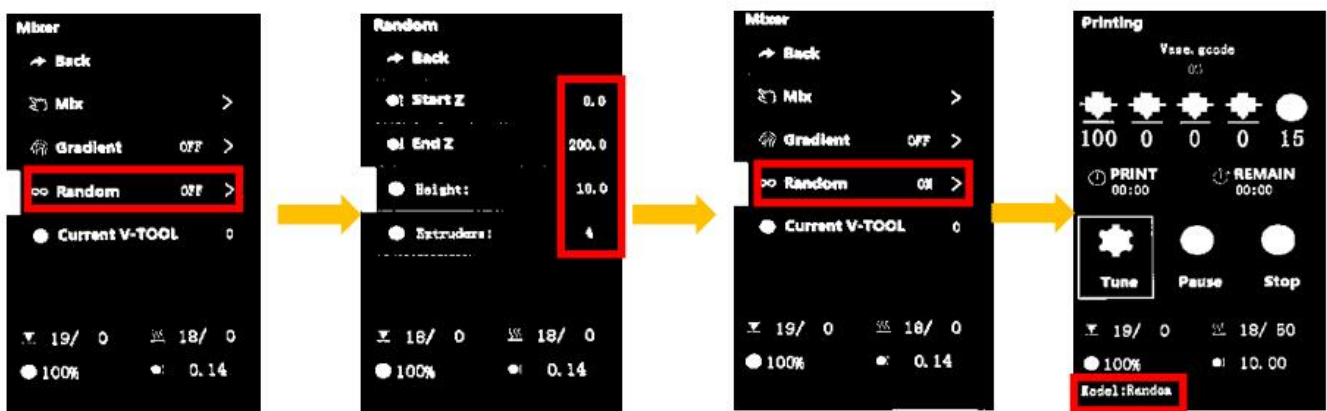 Mixer
Back
Mix >
Gradient OFF >
Random OFF >
Current V-TOOL 0
19/ 0 18/ 0
100% 0.14
Random
Back
Start Z 0.0
End Z 200.0
Height: 10.0
Extruders: 4
18/ 0 18/ 0
100% 0.14
Mixer
Back
Mix >
Gradient OFF >
Random ON >
Current V-TOOL 0
19/ 0 18/ 0
100% 0.14
Printing
Vase.gcode
0%
100 0 0 0 15
PRINT REMAIN
00:00 00:00
Tune Pause Stop
19/ 0 18/ 50
100% 10.00
Model:Random